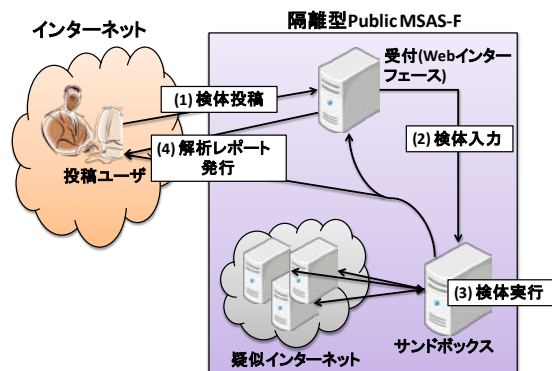 インターネット
隔離型Public MSAS-F
受付(Webインター
フェース)
(1) 検体投稿
(2) 検体入力
(4) 解析レポート
発行
投稿ユーザ
(3) 検体実行
サンドボックス
疑似インターネット